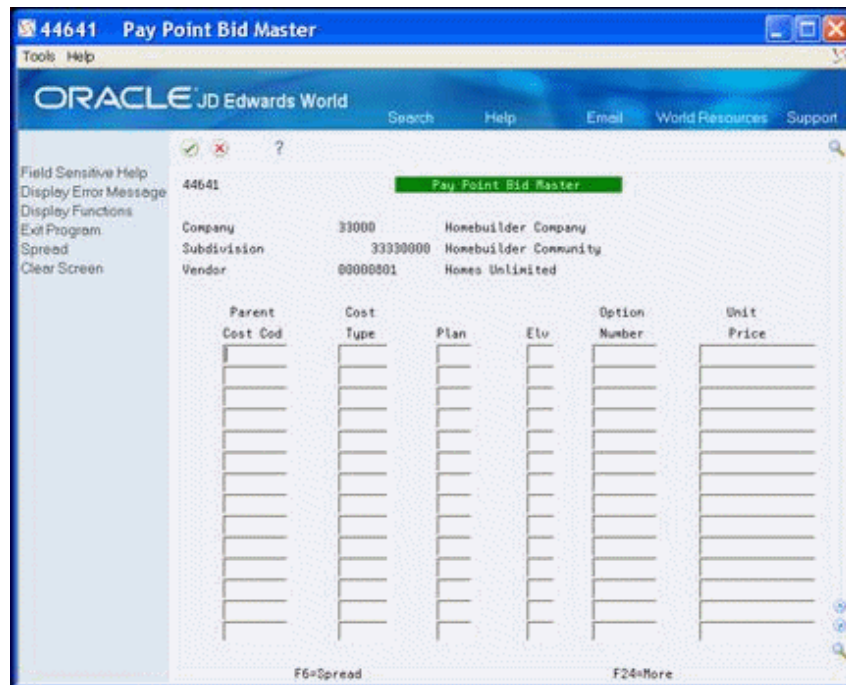 44641 Pay Point Bid Master
Tools Help
ORACLE JD Edwards World
Search Help Email World Resources Support
?
Field Sensitive Help
Display Error Message
Display Functions
Exit Program
Spread
Clear Screen
44641 Pay Point Bid Master
Company 33000 Homebuilder Company
Subdivision 33330000 Homebuilder Community
Vendor 00000801 Homes Unlimited
Parent Cost Option Unit
Cost Cod Type Plan Elv Number Price
F6=Spread F24=More